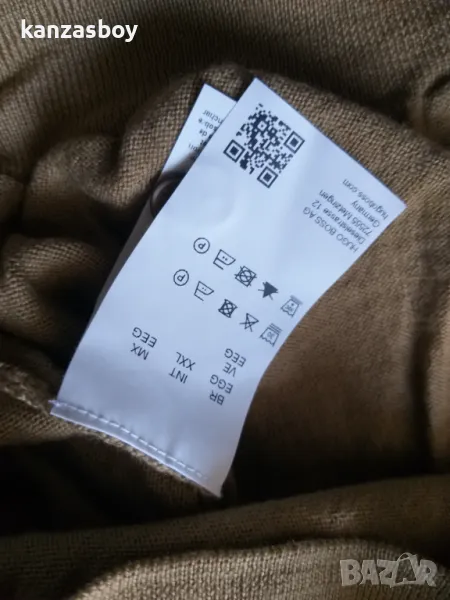 kanzasboy
HUGO BOSS AG
Dieselstrasse 12
72555 Metzingen
Germany
hugoboss.com
P
P
MX
EEG
INT
XXL
BR
EGG
VE
EEG
BAZAR